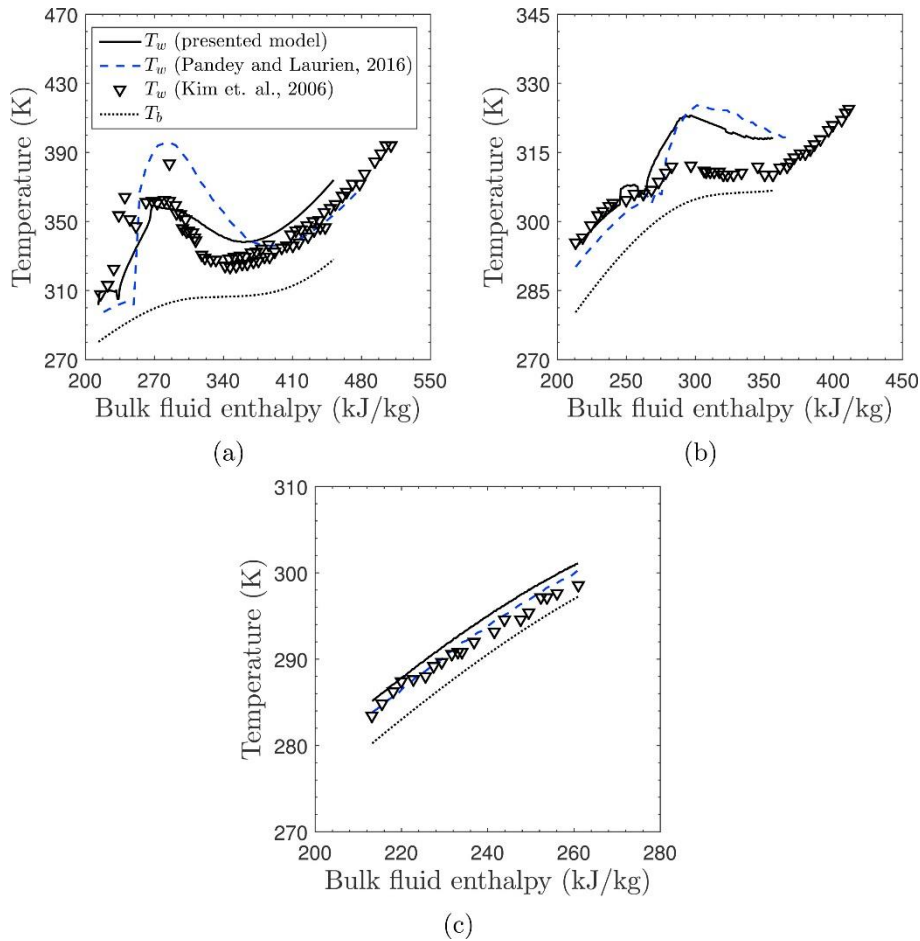 470
430
390
350
310
270
Temperature (K)
T_w (presented model)
T_w (Pandey and Laurien, 2016)
T_w (Kim et. al., 2006)
T_b
200 270 340 410 480 550
Bulk fluid enthalpy (kJ/kg)
(a)
360
345
330
315
300
285
270
Temperature (K)
200 250 300 350 400 450
Bulk fluid enthalpy (kJ/kg)
(b)
310
300
290
280
270
Temperature (K)
200 220 240 260 280
Bulk fluid enthalpy (kJ/kg)
(c)